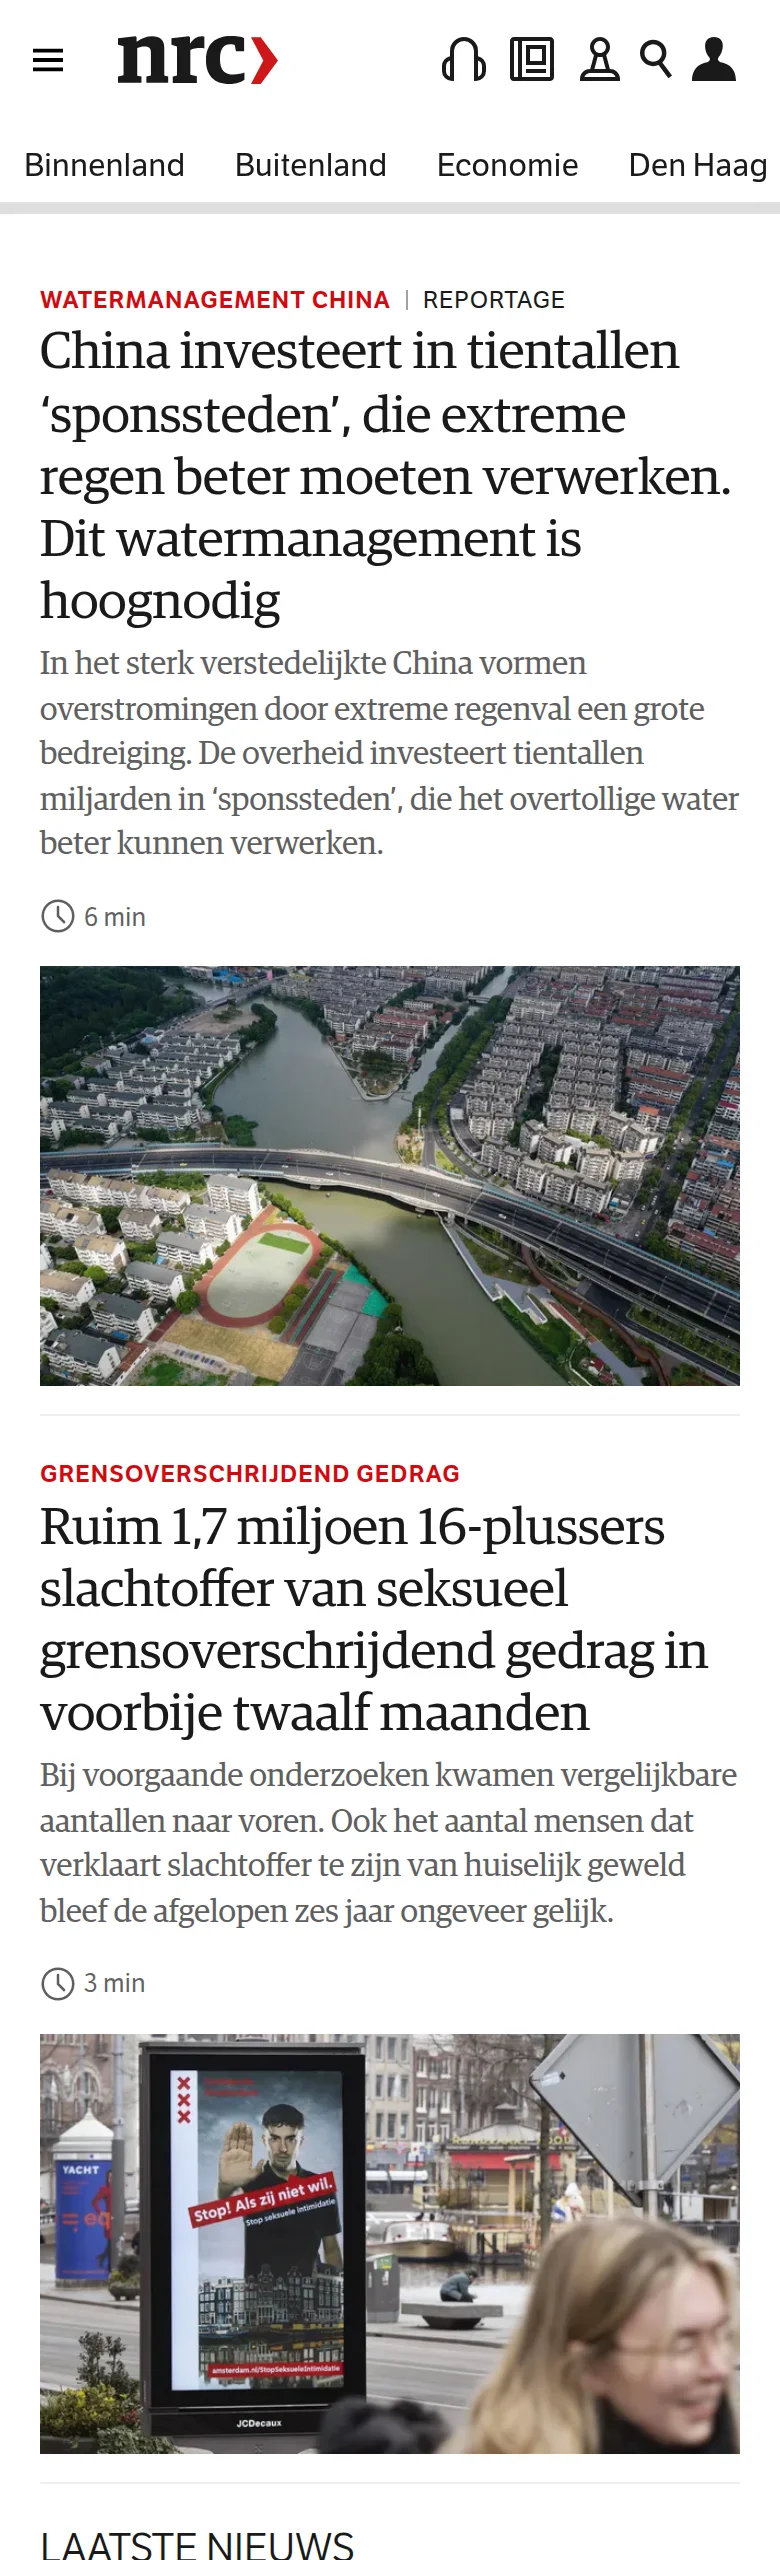 nrc
Binnenland Buitenland Economie Den Haag
WATERMANAGEMENT CHINA | REPORTAGE
China investeert in tientallen
‘sponssteden’, die extreme
regen beter moeten verwerken.
Dit watermanagement is
hoognodig
In het sterk verstedelijkte China vormen
overstromingen door extreme regenval een grote
bedreiging. De overheid investeert tientallen
miljarden in ‘sponssteden’, die het overtollige water
beter kunnen verwerken.
6 min
GRENSOVERSCHRIJDEND GEDRAG
Ruim 1,7 miljoen 16-plussers
slachtoffer van seksueel
grensoverschrijdend gedrag in
voorbije twaalf maanden
Bij voorgaande onderzoeken kwamen vergelijkbare
aantallen naar voren. Ook het aantal mensen dat
verklaart slachtoffer te zijn van huiselijk geweld
bleef de afgelopen zes jaar ongeveer gelijk.
3 min
YACHT
Stop! Als zij niet wil.
Stop seksuele intimidatie
amsterdam.nl/StopSeksueleIntimidatie
JCDecaux
LAATSTE NIEUWS